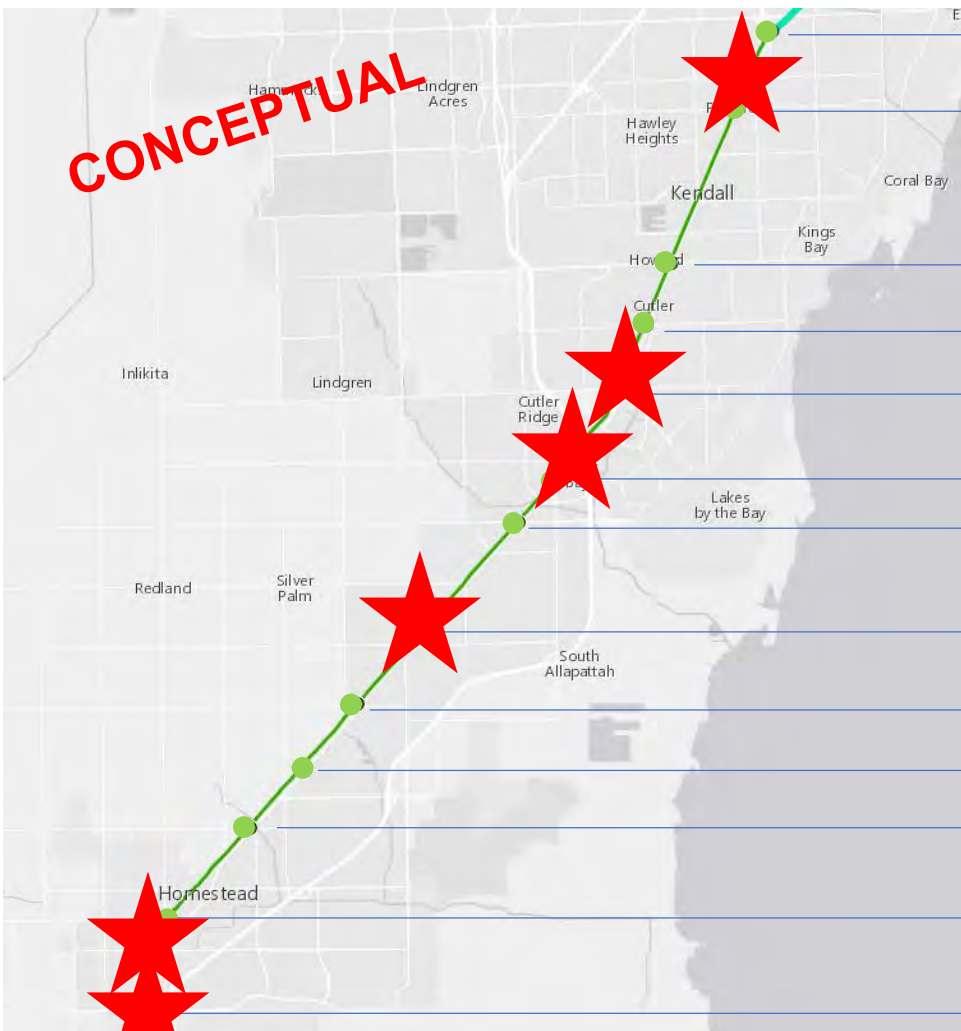 CONCEPTUAL
Lindgren
Acres
Hawley
Heights
Kendall
Coral Bay
Kings
Bay
Cutler
Inlikita
Lindgren
Cutler
Ridge
Lakes
by the Bay
Redland
Silver
Palm
South
Allapattah
Homestead